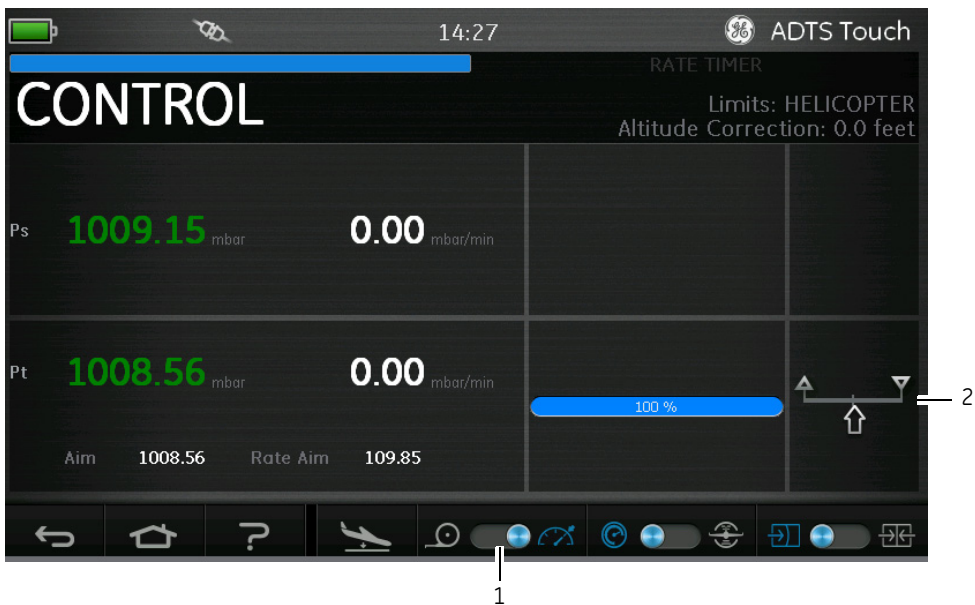 14:27
ADTS Touch
RATE TIMER
CONTROL
Limits: HELICOPTER
Altitude Correction: 0.0 feet
Ps 1009.15 mbar 0.00 mbar/min
Pt 1008.56 mbar 0.00 mbar/min
100 %
2
Aim 1008.56 Rate Aim 109.85
?
1